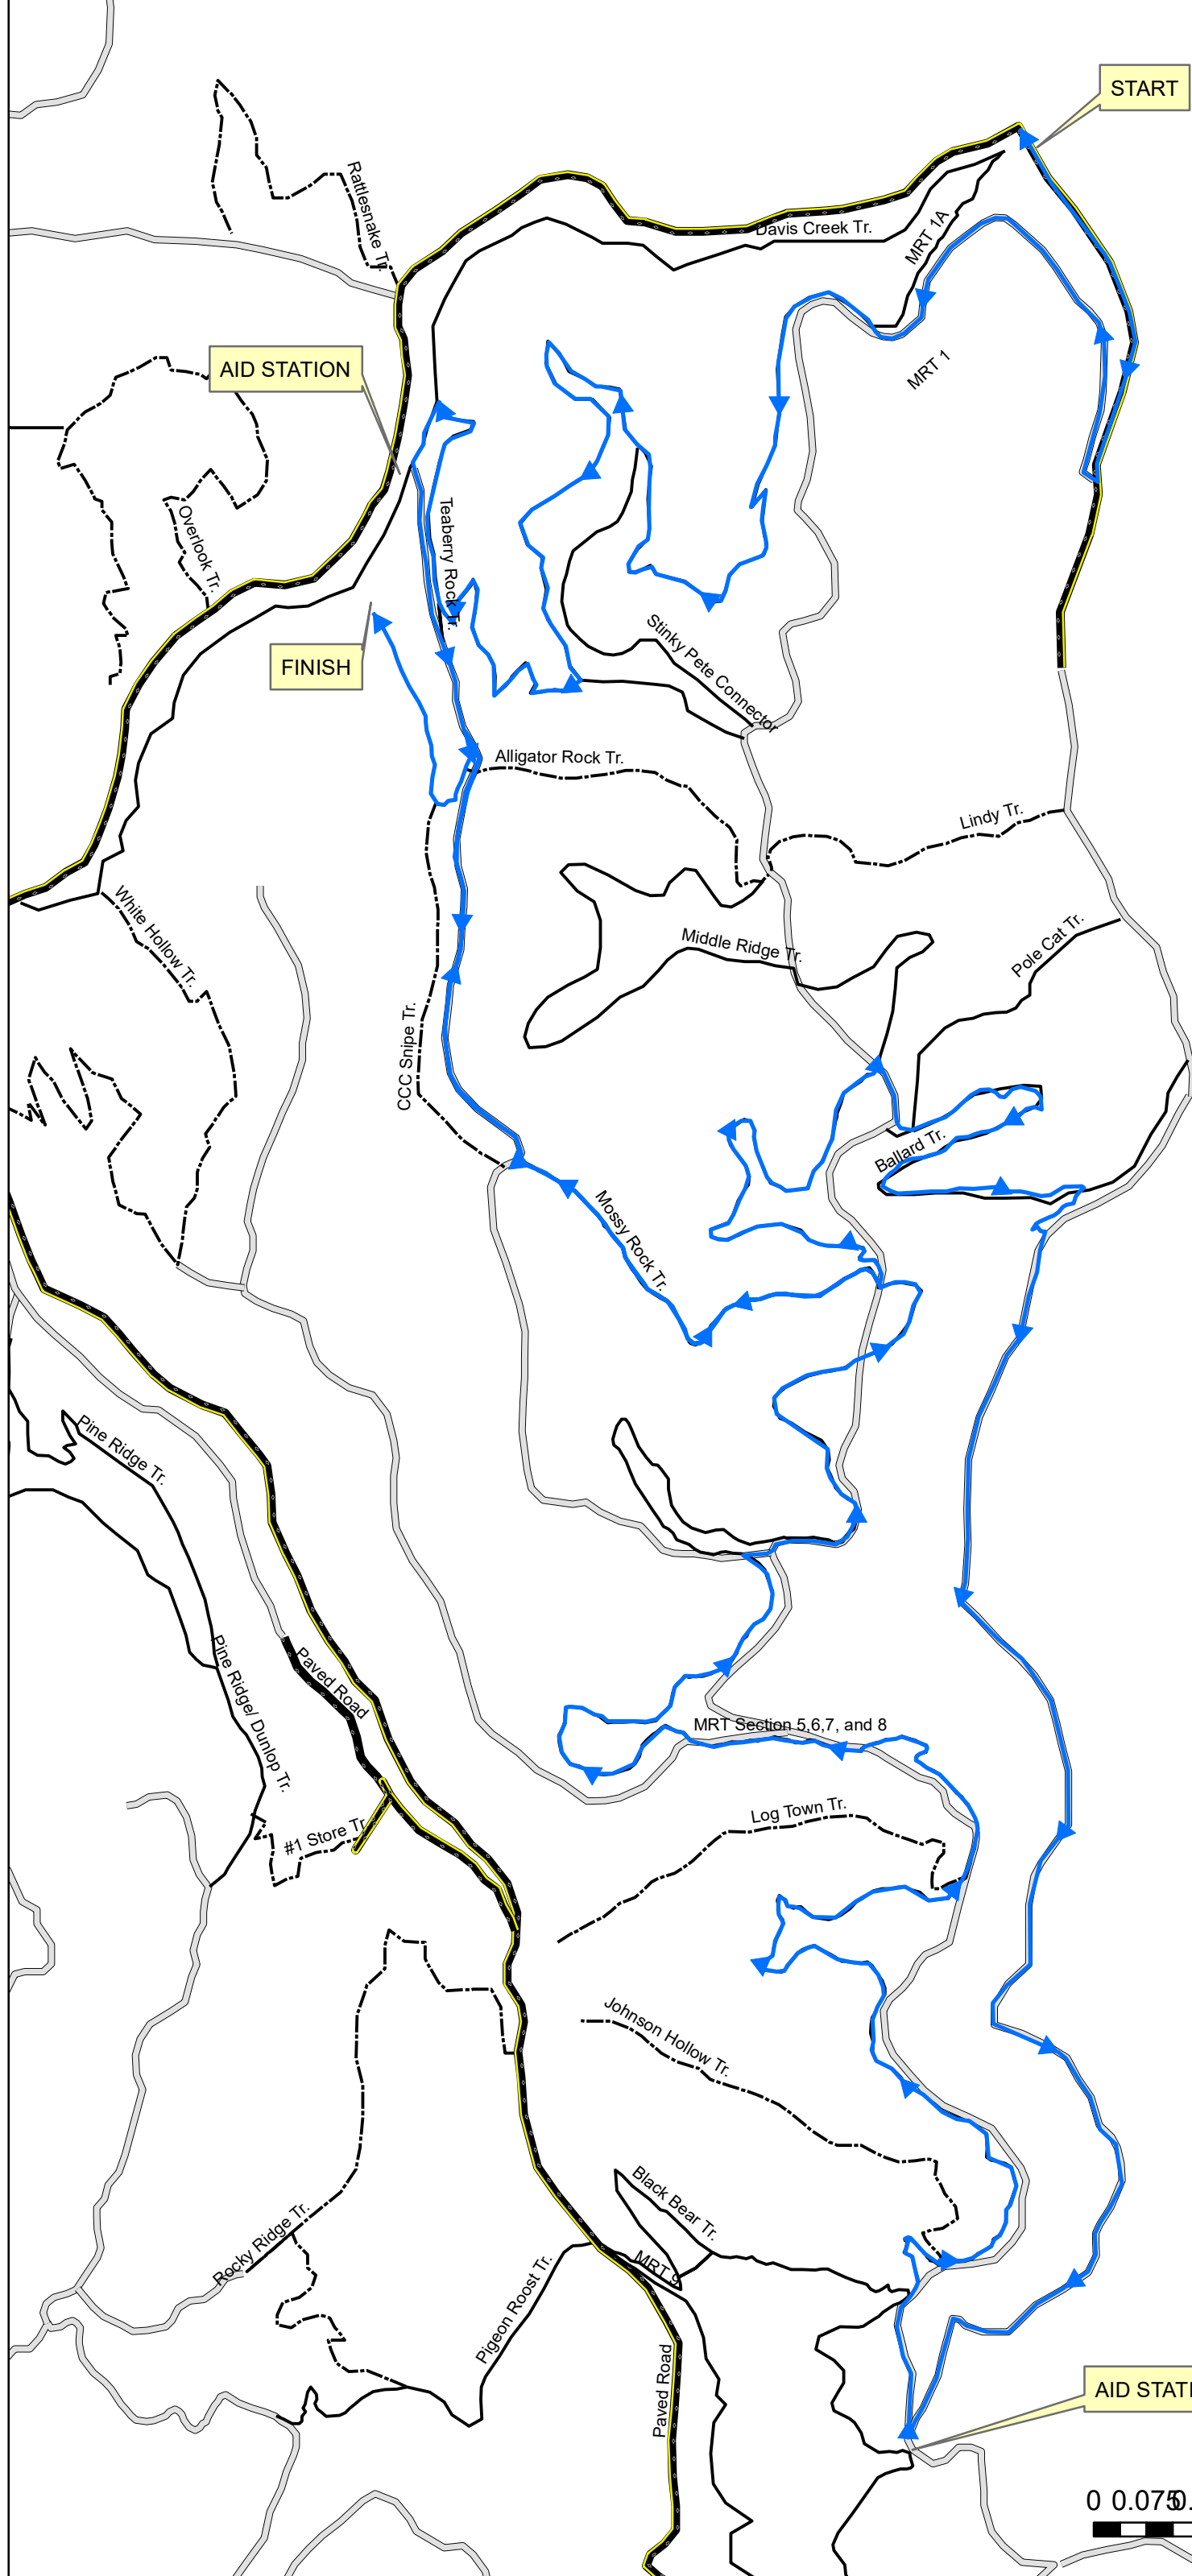 START
Rattlesnake Tr.
Davis Creek Tr.
MRT 1A
AID STATION
MRT 1
Teaberry Rock Tr.
Overlook Tr.
Stinky Pete Connector
FINISH
Alligator Rock Tr.
Lindy Tr.
White Hollow Tr.
Middle Ridge Tr.
Pole Cat Tr.
CCC Snipe Tr.
Ballard Tr.
Mossy Rock Tr.
Pine Ridge Tr.
Pine Ridge/ Dunlop Tr.
Paved Road
MRT Section 5,6,7, and 8
Log Town Tr.
#1 Store Tr.
Johnson Hollow Tr.
Black Bear Tr.
Rocky Ridge Tr.
MRT 9
Pigeon Roost Tr.
Paved Road
AID STATI
0 0.075